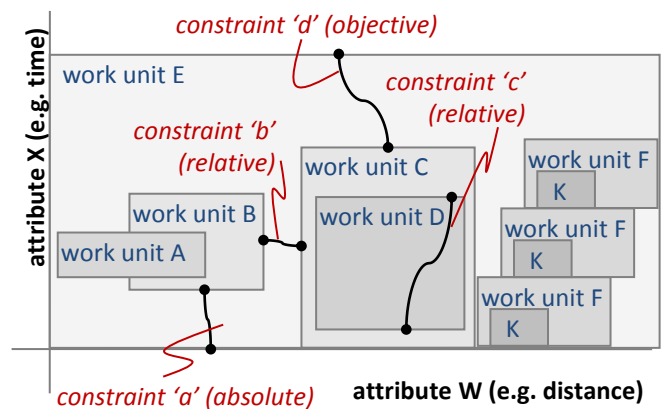 constraint ‘d’ (objective)
attribute X (e.g. time)
work unit E
constraint ‘c’
(relative)
constraint ‘b’
(relative)
work unit C
work unit F
K
work unit B
work unit D
work unit F
K
work unit A
work unit F
K
constraint ‘a’ (absolute)
attribute W (e.g. distance)